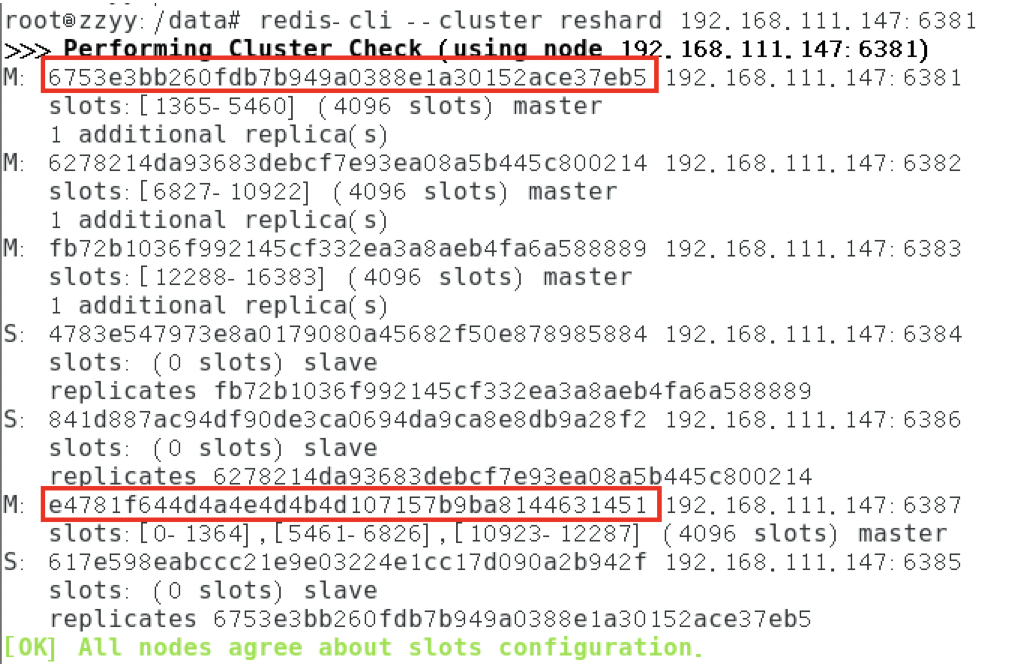 root@zzyy:/data# redis-cli --cluster reshard 192.168.111.147:6381
>>> Performing Cluster Check (using node 192.168.111.147:6381)
M: 6753e3bb260fdb7b949a0388e1a30152ace37eb5 192.168.111.147:6381
slots:[1365-5460] (4096 slots) master
1 additional replica(s)
M: 6278214da93683debcf7e93ea08a5b445c800214 192.168.111.147:6382
slots:[6827-10922] (4096 slots) master
1 additional replica(s)
M: fb72b1036f992145cf332ea3a8aeb4fa6a588889 192.168.111.147:6383
slots:[12288-16383] (4096 slots) master
1 additional replica(s)
S: 4783e547973e8a0179080a45682f50e878985884 192.168.111.147:6384
slots: (0 slots) slave
replicates fb72b1036f992145cf332ea3a8aeb4fa6a588889
S: 841d887ac94df90de3ca0694da9ca8e8db9a28f2 192.168.111.147:6386
slots: (0 slots) slave
replicates 6278214da93683debcf7e93ea08a5b445c800214
M: e4781f644d4a4e4d4b4d107157b9ba8144631451 192.168.111.147:6387
slots:[0-1364],[5461-6826],[10923-12287] (4096 slots) master
S: 617e598eabccc21e9e03224e1cc17d090a2b942f 192.168.111.147:6385
slots: (0 slots) slave
replicates 6753e3bb260fdb7b949a0388e1a30152ace37eb5
[OK] All nodes agree about slots configuration.